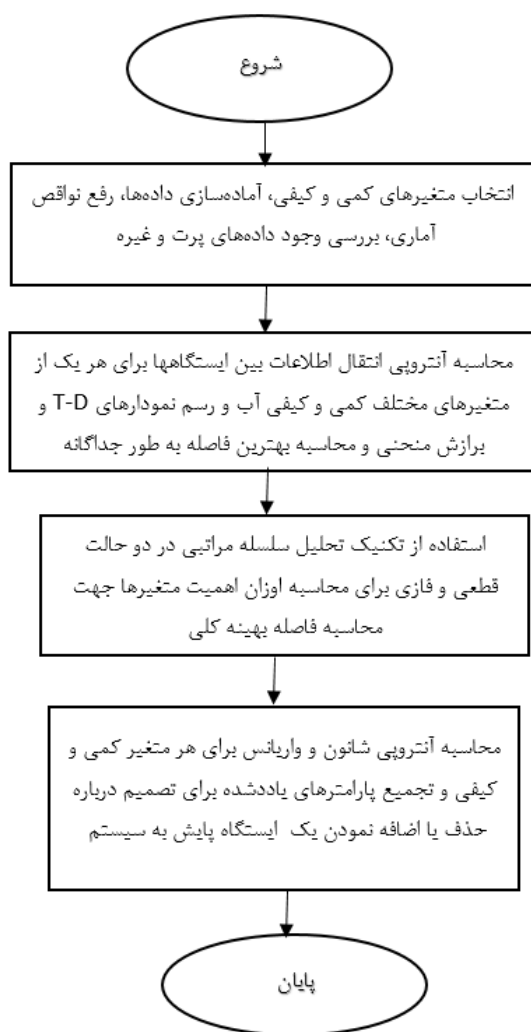 شروع
انتخاب متغیرهای کمی و کیفی، آماده‌سازی داده‌ها، رفع نواقص
آماری، بررسی وجود داده‌های پرت و غیره
محاسبه آنتروپی انتقال اطلاعات بین ایستگاهها برای هر یک از
متغیرهای مختلف کمی و کیفی آب و رسم نمودارهای T-D و
برازش منحنی و محاسبه بهترین فاصله به طور جداگانه
استفاده از تکنیک تحلیل سلسله مراتبی در دو حالت
قطعی و فازی برای محاسبه اوزان اهمیت متغیرها جهت
محاسبه فاصله بهینه کلی
محاسبه آنتروپی شانون و واریانس برای هر متغیر کمی و
کیفی و تجمیع پارامترهای یادشده برای تصمیم درباره
حذف یا اضافه نمودن یک ایستگاه پایش به سیستم
پایان